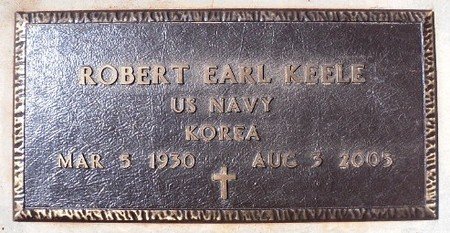 ROBERT EARL KEELE
US NAVY
KOREA
MAR 5 1930 AUG 3 2005